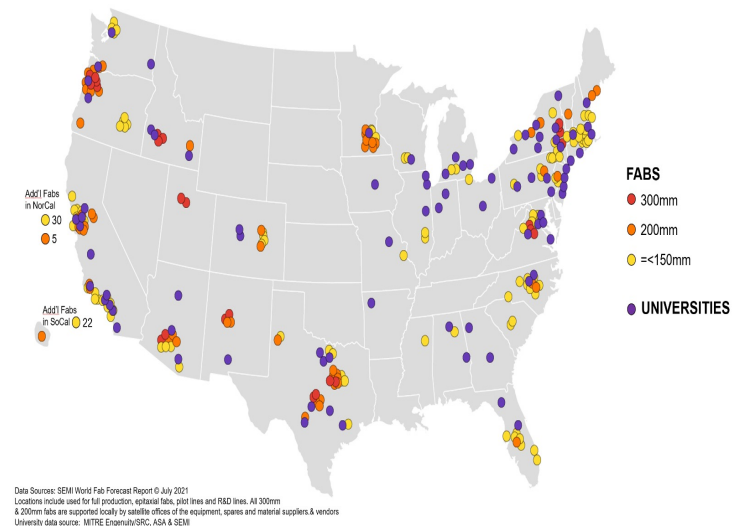 Add'l Fabs
in NorCal
30
5
Add'l Fabs
in SoCal
22
FABS
300mm
200mm
=<150mm
UNIVERSITIES
Data Sources: SEMI World Fab Forecast Report © July 2021
Locations include used for full production, epitaxial fabs, pilot lines and R&D lines. All 300mm
& 200mm fabs are supported locally by satellite offices of the equipment, spares and material suppliers.& vendors
University data source: MITRE Engenuity/SRC, ASA & SEMI